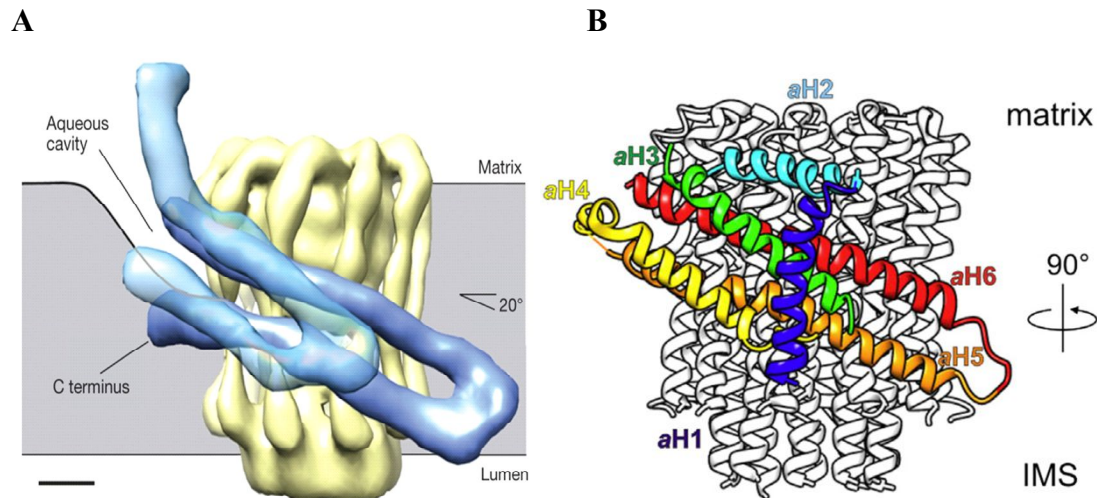 A
B
Aqueous
cavity
Matrix
20°
C terminus
Lumen
aH2
matrix
aH3
aH4
aH6
90°
aH5
aH1
IMS